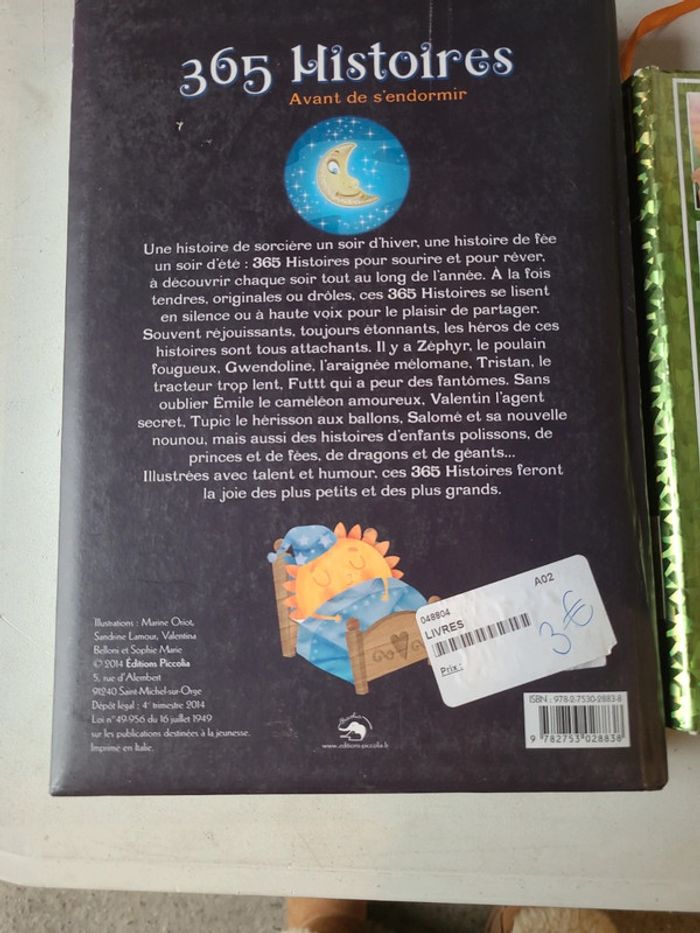 365 Histoires
Avant de s'endormir
Une histoire de sorcière un soir d'hiver, une histoire de fée
un soir d'été : 365 Histoires pour sourire et pour rêver,
à découvrir chaque soir tout au long de l'année. À la fois
tendres, originales ou drôles, ces 365 Histoires se lisent
en silence ou à haute voix pour le plaisir de partager.
Souvent réjouissants, toujours étonnants, les héros de ces
histoires sont tous attachants. Il y a Zéphyr, le poulain
fougueux, Gwendoline, l'araignée mélomane, Tristan, le
tracteur trop lent, Futtt qui a peur des fantômes. Sans
oublier Émile le caméléon amoureux, Valentin l'agent
secret, Tupic le hérisson aux ballons, Salomé et sa nouvelle
nounou, mais aussi des histoires d'enfants polissons, de
princes et de fées, de dragons et de géants...
Illustrées avec talent et humour, ces 365 Histoires feront
la joie des plus petits et des plus grands.
Illustrations : Marine Oriot,
Sandrine Lamour, Valentina
Belloni et Sophie Marie
© 2014 Éditions Piccolia
5, rue d'Alembert
91240 Saint-Michel-sur-Orge
Dépôt légal : 4e trimestre 2014
Loi n°49-956 du 16 juillet 1949
sur les publications destinées à la jeunesse.
Imprimé en Italie.
www.editions-piccolia.fr
048804
A02
LIVRES
Prix :
3€
ISBN : 978-2-7530-2883-8
9 782753 028838